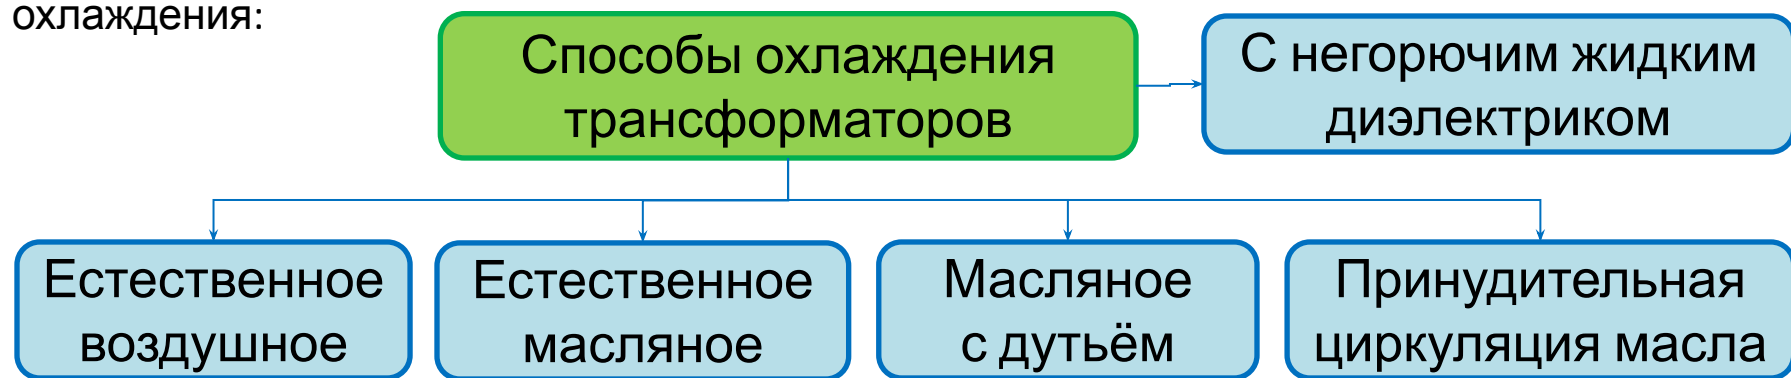 охлаждения:
Способы охлаждения
трансформаторов
С негорючим жидким
диэлектриком
Естественное
воздушное
Естественное
масляное
Масляное
с дутьём
Принудительная
циркуляция масла